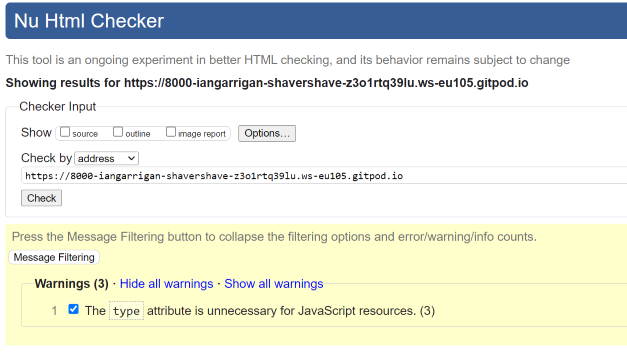 Nu Html Checker
This tool is an ongoing experiment in better HTML checking, and its behavior remains subject to change
Showing results for https://8000-iangarrigan-shavershave-z3o1rtq39lu.ws-eu105.gitpod.io
Checker Input
Show source outline image report Options...
Check by address
https://8000-iangarrigan-shavershave-z3o1rtq39lu.ws-eu105.gitpod.io
Check
Press the Message Filtering button to collapse the filtering options and error/warning/info counts.
Message Filtering
Warnings (3) · Hide all warnings · Show all warnings
1 The type attribute is unnecessary for JavaScript resources. (3)